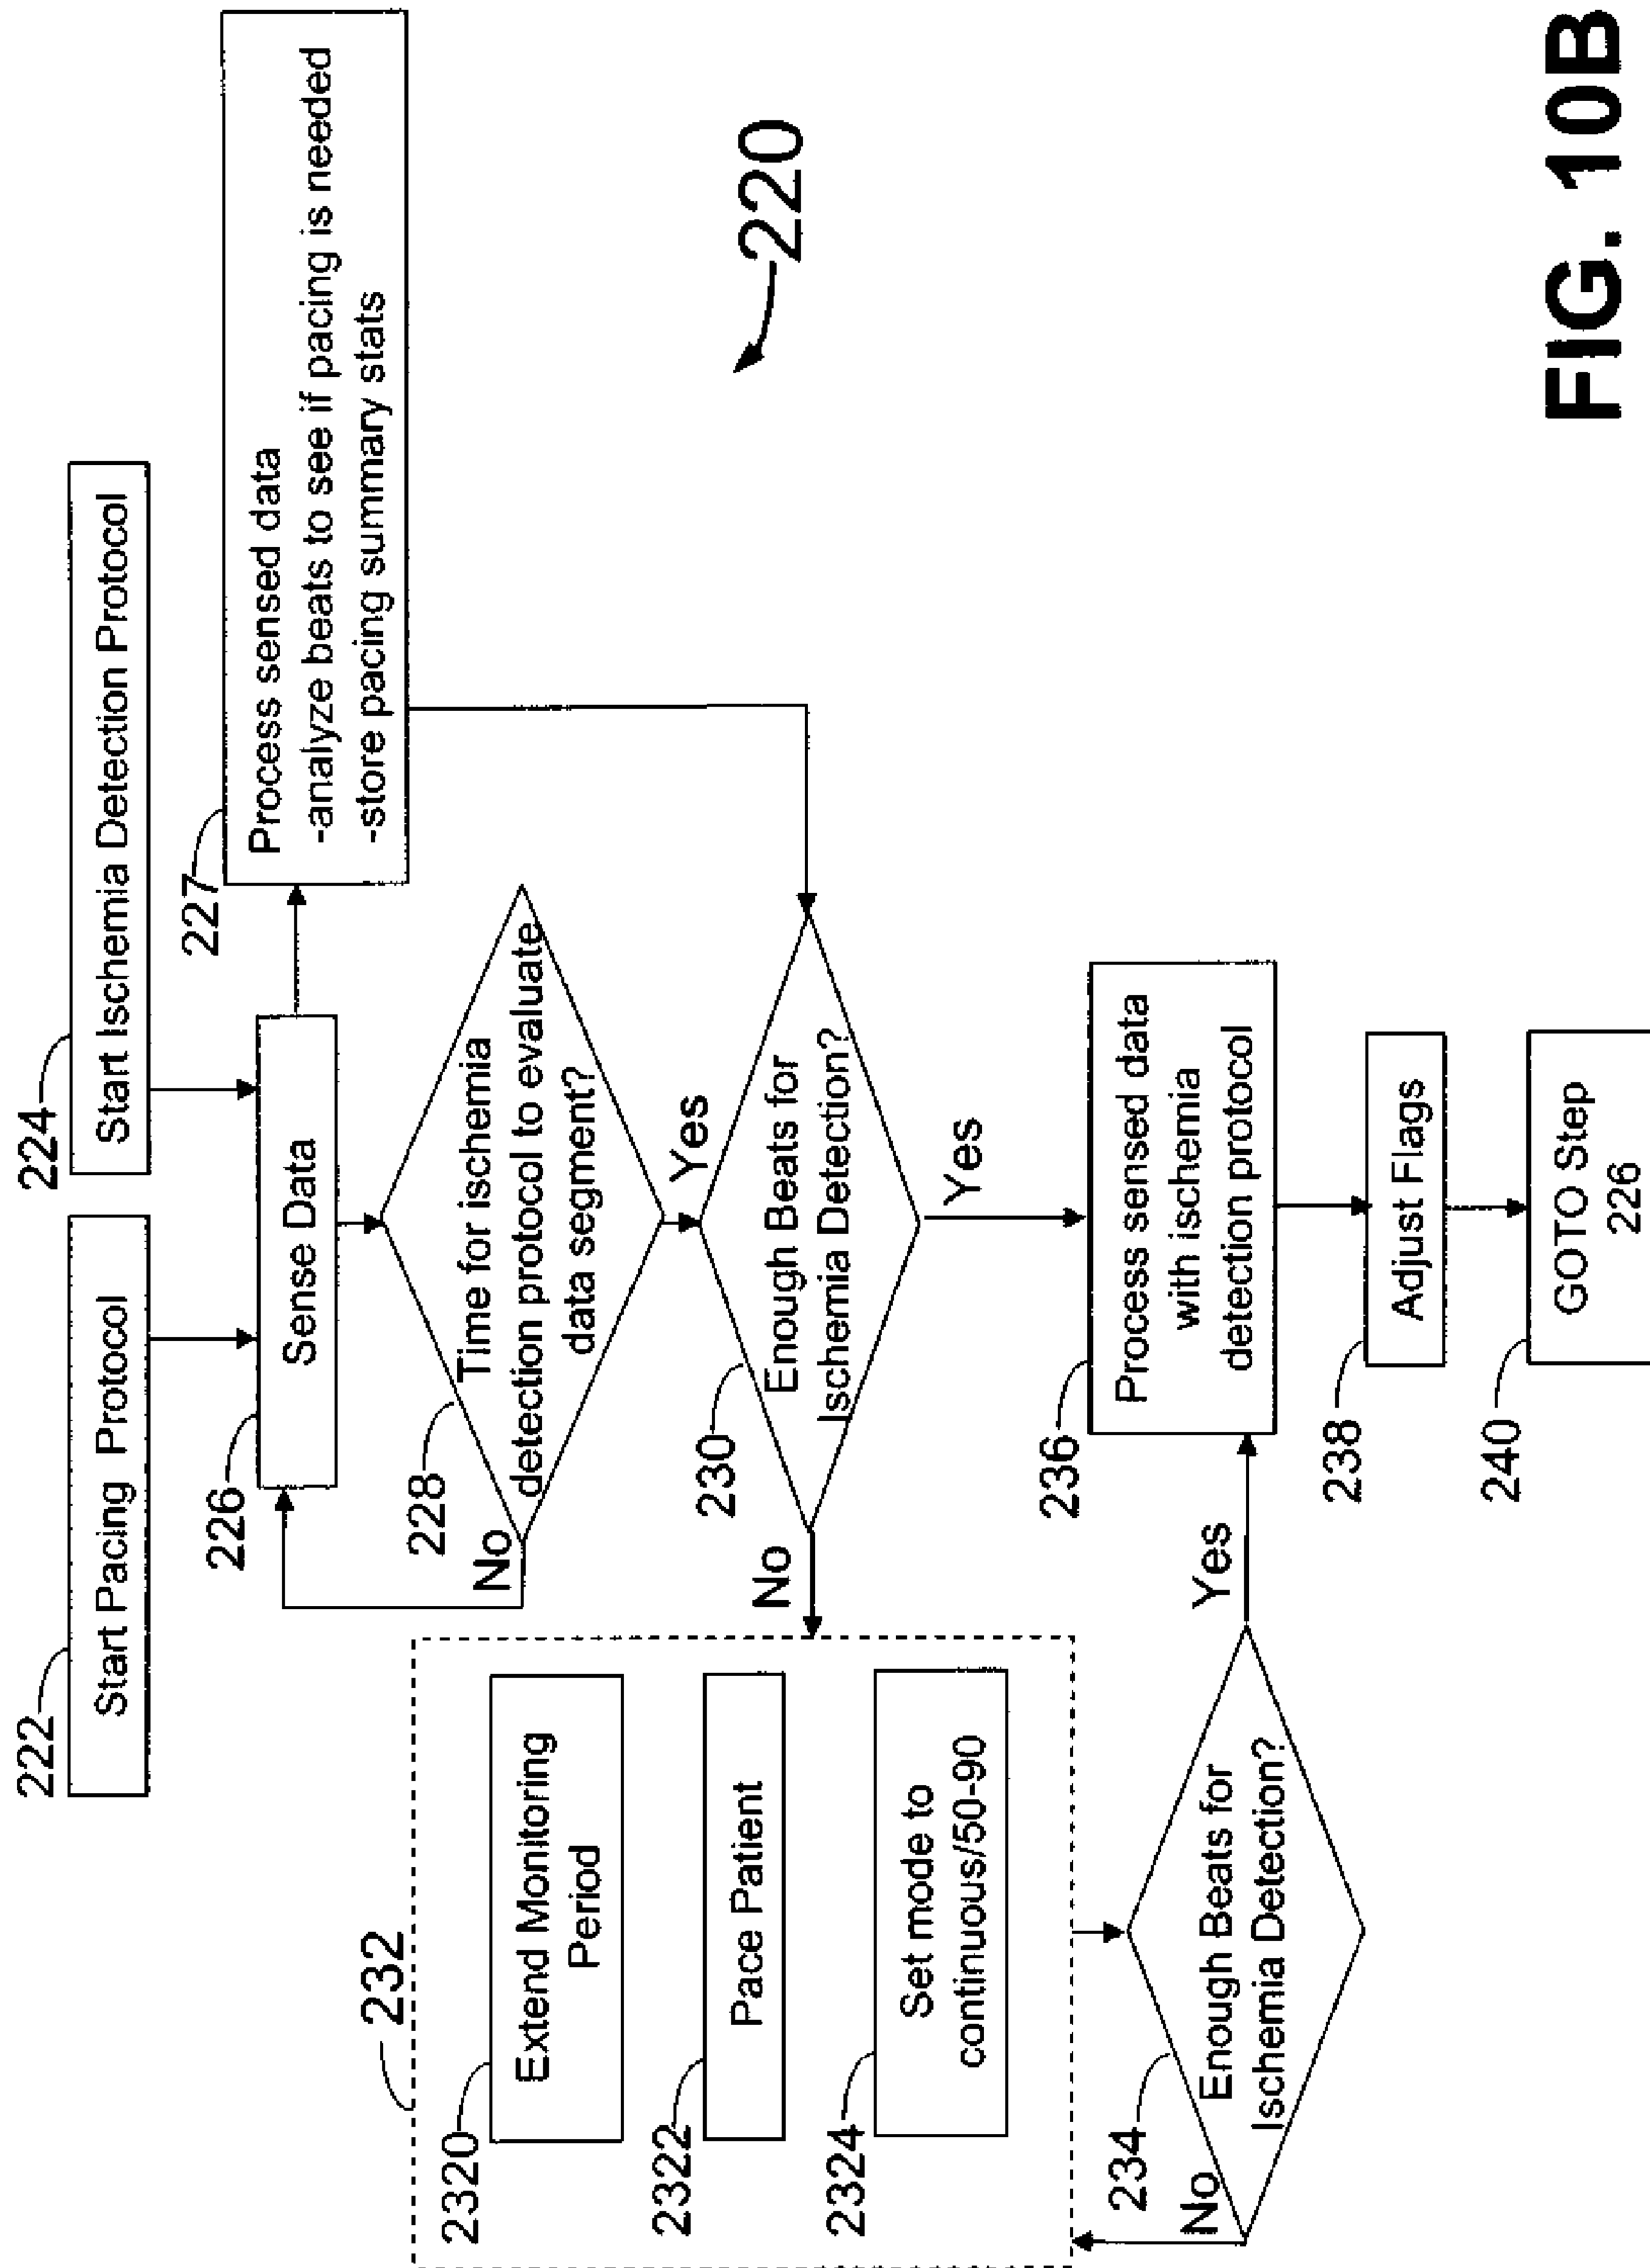 222
Start Pacing Protocol
224
Start Ischemia Detection Protocol
226
Sense Data
227
Process sensed data
-analyze beats to see if pacing is needed
-store pacing summary stats
228
Time for ischemia
detection protocol to evaluate
data segment?
No
Yes
220
230
Enough Beats for
Ischemia Detection?
No
Yes
232
2320
Extend Monitoring
Period
2322
Pace Patient
2324
Set mode to
continuous/50-90
234
Enough Beats for
Ischemia Detection?
No
Yes
236
Process sensed data
with ischemia
detection protocol
238
Adjust Flags
240
GOTO Step
226
FIG. 10B